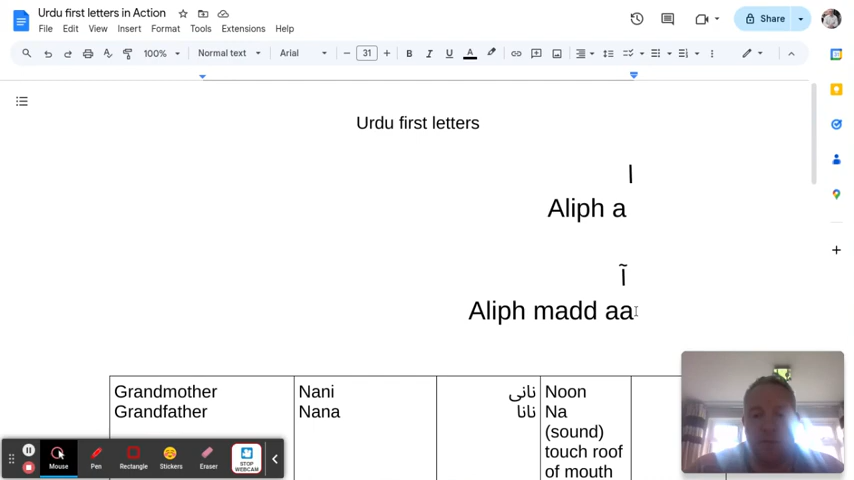 Urdu first letters in Action
File Edit View Insert Format Tools Extensions Help
Share
100% Normal text Arial 31
Urdu first letters
ا
Aliph a
آ
Aliph madd aa
Grandmother Nani نانی Noon
Grandfather Nana نانا Na
(sound)
touch roof
of mouth
Mouse Pen Rectangle Stickers Eraser STOP WEBCAM